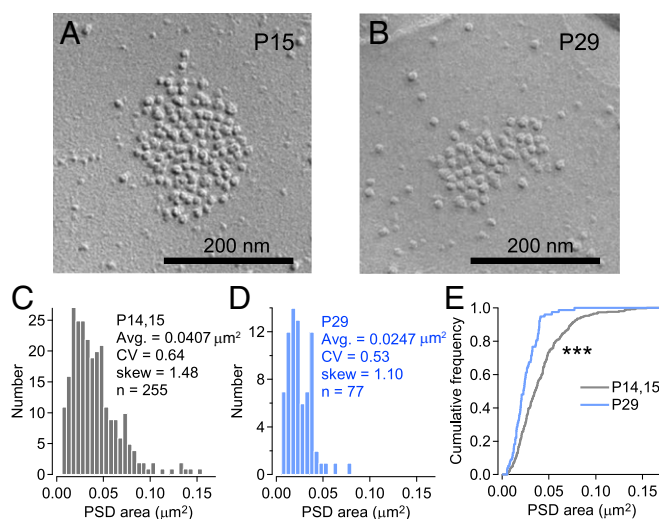 A
P15
200 nm
B
P29
200 nm
C
P14,15
Avg. = 0.0407 μm²
CV = 0.64
skew = 1.48
n = 255
Number
25
20
15
10
5
0
0.00 0.05 0.10 0.15
PSD area (μm²)
D
P29
Avg. = 0.0247 μm²
CV = 0.53
skew = 1.10
n = 77
Number
12
8
4
0
0.00 0.05 0.10 0.15
PSD area (μm²)
E
***
P14,15
P29
Cumulative frequency
1.0
0.8
0.6
0.4
0.2
0.0
0.00 0.05 0.10 0.15
PSD area (μm²)